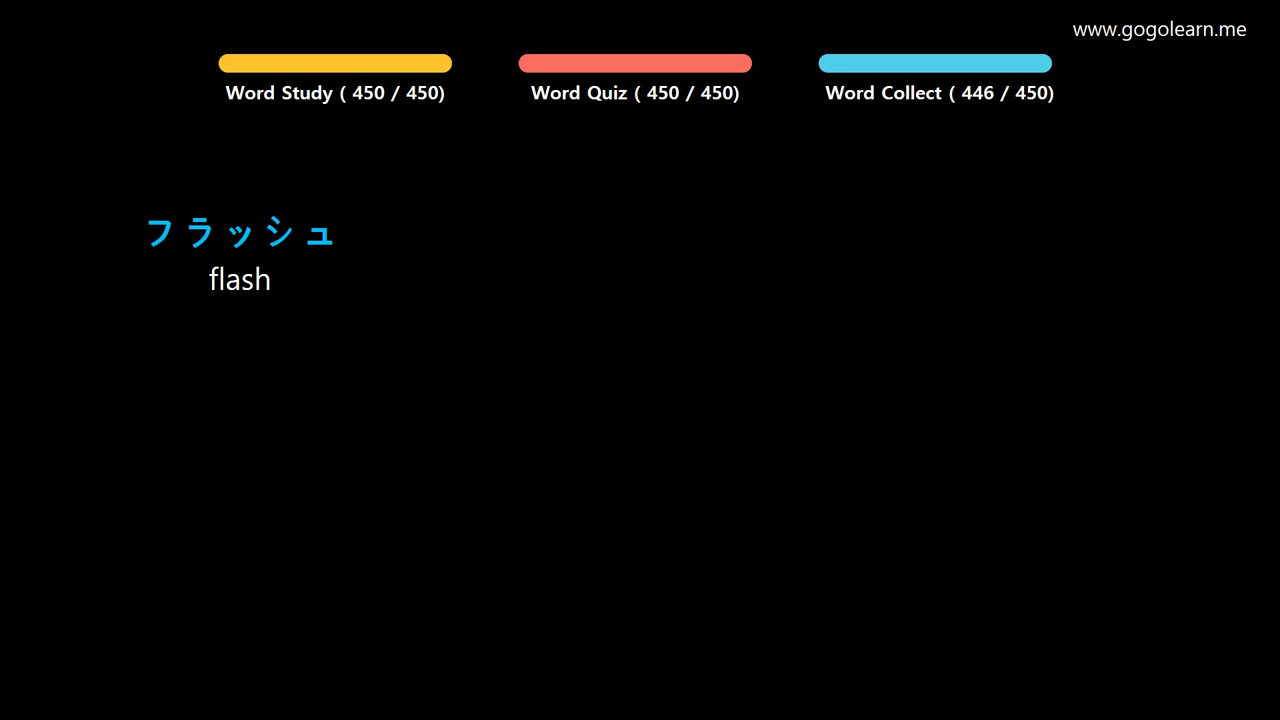 www.gogolearn.me
Word Study ( 450 / 450)
Word Quiz ( 450 / 450)
Word Collect ( 446 / 450)
フラッシュ
flash